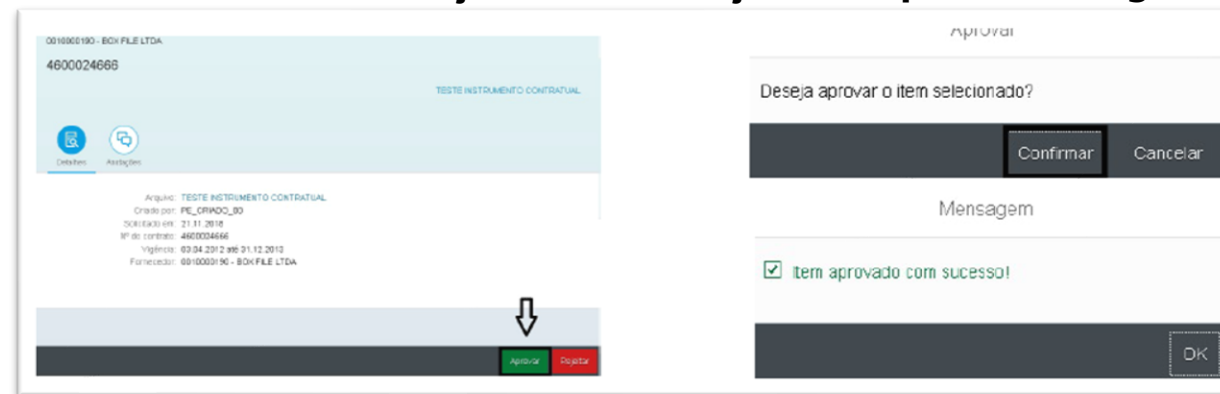 0010000190 - BOX FILE LTDA
4600024666
TESTE INSTRUMENTO CONTRATUAL
Detalhes
Anotações
Arquivo: TESTE INSTRUMENTO CONTRATUAL
Criado por: PE_CRIADO_00
Solicitado em: 21.11.2018
Nº do contrato: 4600024666
Vigência: 03.04.2012 até 31.12.2013
Fornecedor: 0010000190 - BOX FILE LTDA
Aprovar
Rejeitar
Aprovar
Deseja aprovar o item selecionado?
Confirmar
Cancelar
Mensagem
Item aprovado com sucesso!
OK